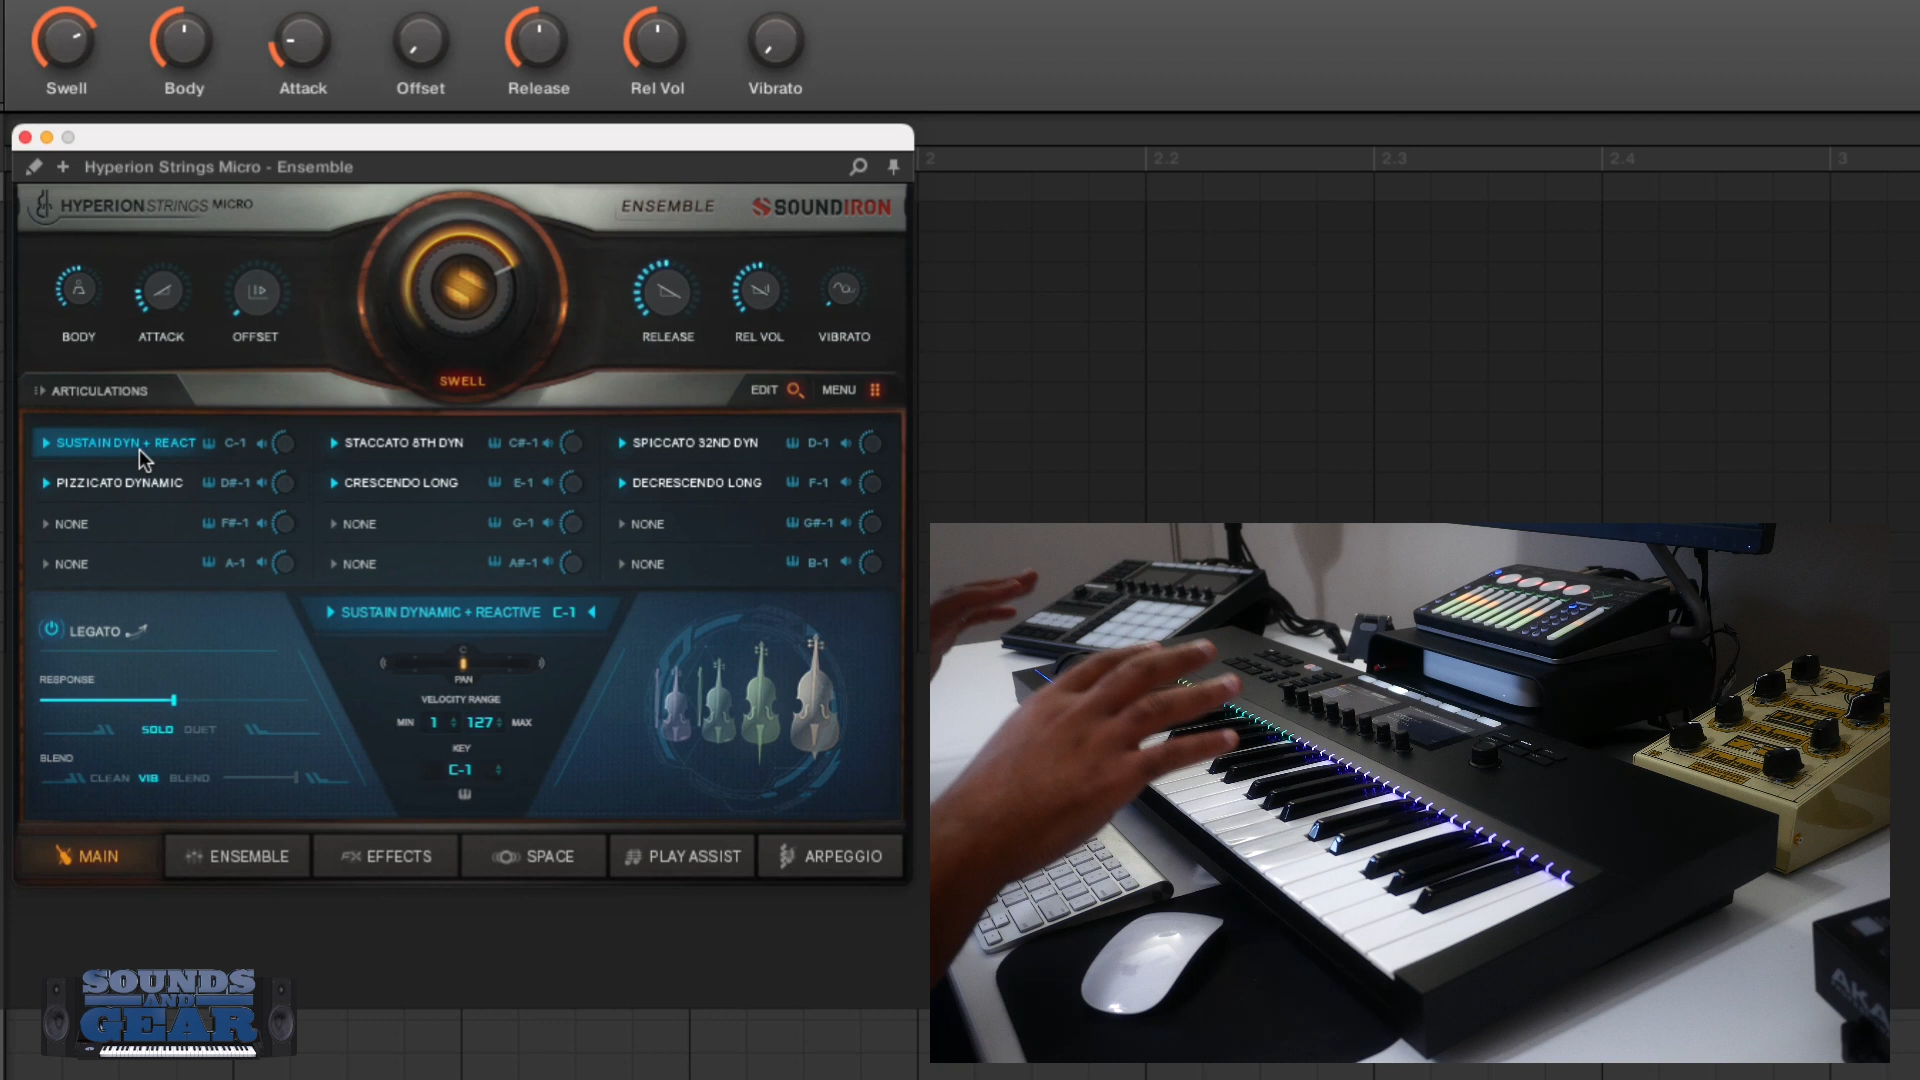 Swell Body Attack Offset Release Rel Vol Vibrato
Hyperion Strings Micro - Ensemble
2 2.2 2.3 2.4 3
HYPERION STRINGS MICRO ENSEMBLE SOUNDIRON
BODY ATTACK OFFSET RELEASE REL VOL VIBRATO
SWELL
ARTICULATIONS EDIT MENU
SUSTAIN DYN + REACT C-1 STACCATO 8TH DYN C#-1 SPICCATO 32ND DYN D-1
PIZZICATO DYNAMIC D#-1 CRESCENDO LONG E-1 DECRESCENDO LONG F-1
NONE F#-1 NONE G-1 NONE G#-1
NONE A-1 NONE A#-1 NONE B-1
SUSTAIN DYNAMIC + REACTIVE C-1
LEGATO
C
PAN
RESPONSE
VELOCITY RANGE
MIN 1 127 MAX
SOLO DUET
KEY
BLEND
C-1
CLEAN VIB BLEND
MAIN ENSEMBLE FX EFFECTS SPACE PLAY ASSIST ARPEGGIO
SOUNDS
AND
GEAR